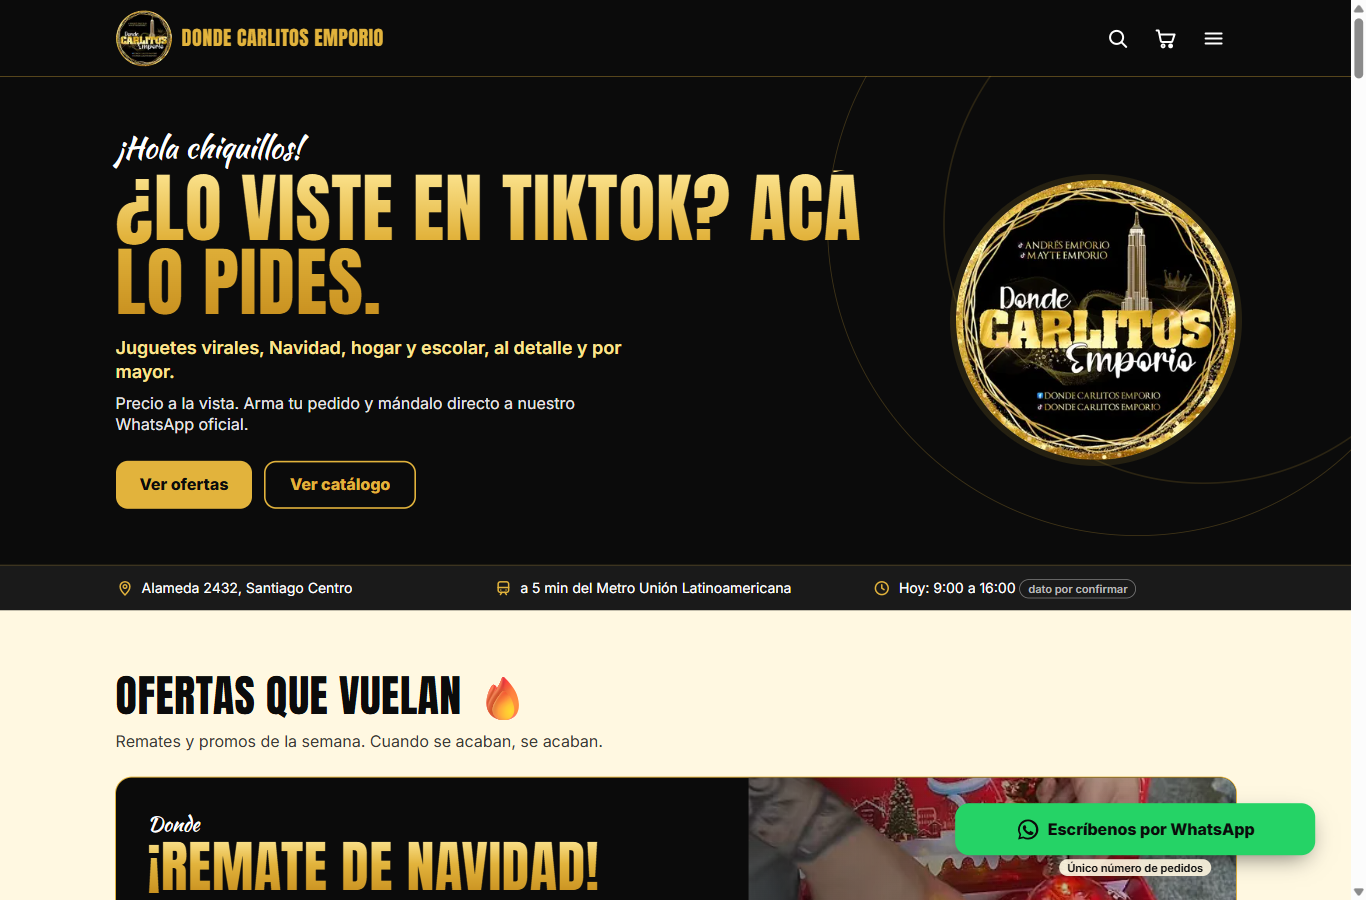 DONDE CARLITOS EMPORIO
¡Hola chiquillos!
¿LO VISTE EN TIKTOK? ACÁ
LO PIDES.
Juguetes virales, Navidad, hogar y escolar, al detalle y por
mayor.
Precio a la vista. Arma tu pedido y mándalo directo a nuestro
WhatsApp oficial.
Ver ofertas
Ver catálogo
ANDRÉS EMPORIO
MAYTE EMPORIO
Donde
CARLITOS
Emporio
DONDE CARLITOS EMPORIO
DONDE CARLITOS EMPORIO
Alameda 2432, Santiago Centro
a 5 min del Metro Unión Latinoamericana
Hoy: 9:00 a 16:00 dato por confirmar
OFERTAS QUE VUELAN
Remates y promos de la semana. Cuando se acaban, se acaban.
Donde
¡REMATE DE NAVIDAD!
Escríbenos por WhatsApp
Único número de pedidos